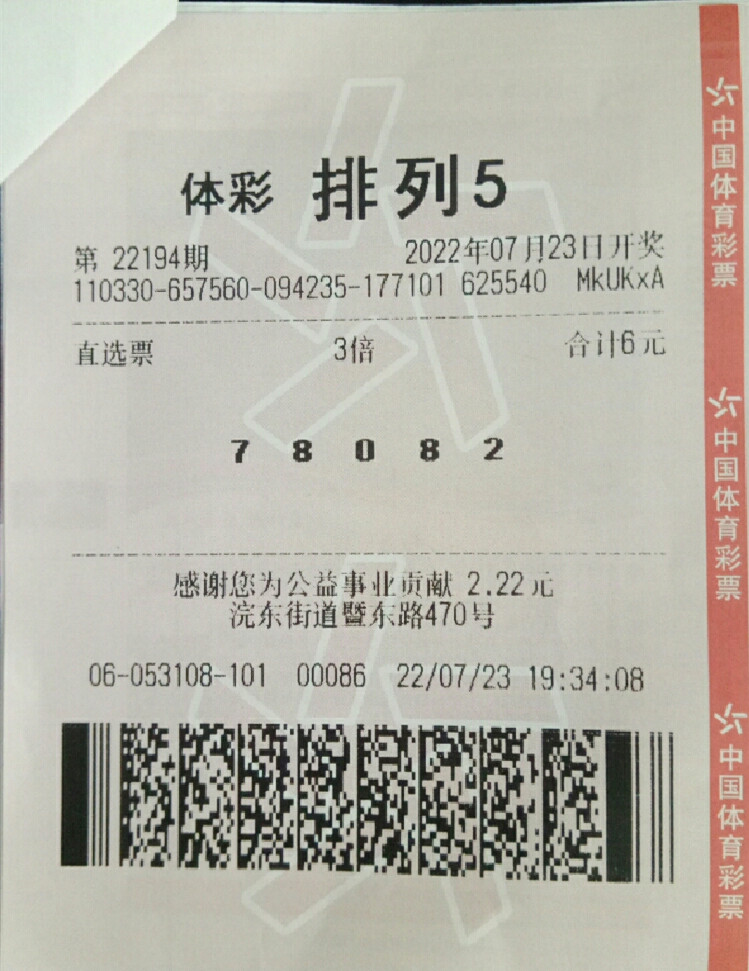 体彩 排列5
第 22194期 2022年07月23日开奖
110330-657560-094235-177101 625540 MkUKxA
直选票 3倍 合计6元
7 8 0 8 2
感谢您为公益事业贡献 2.22元
浣东街道暨东路470号
06-053108-101 00086 22/07/23 19:34:08
中国体育彩票
中国体育彩票
中国体育彩票